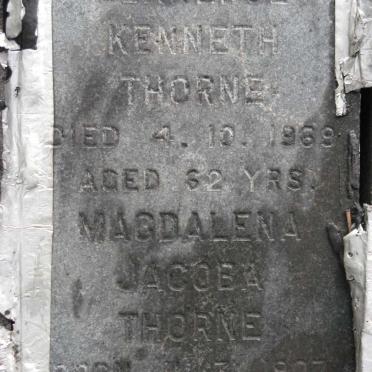 KENNETH
THORNE
DIED 4. 10. 1969
AGED 62 YRS.
MAGDALENA
JACOBA
THORNE